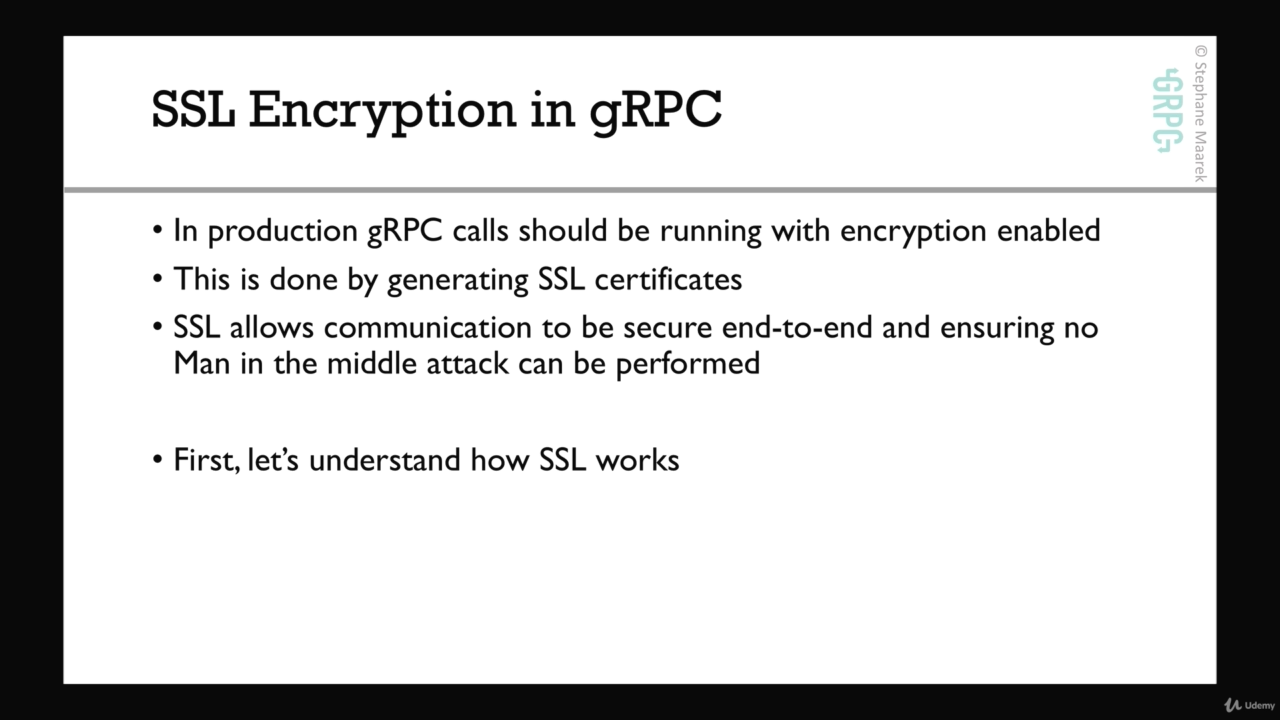 SSL Encryption in gRPC
© Stephane Maarek
GRPC
• In production gRPC calls should be running with encryption enabled
• This is done by generating SSL certificates
• SSL allows communication to be secure end-to-end and ensuring no
Man in the middle attack can be performed
• First, let’s understand how SSL works
Udemy